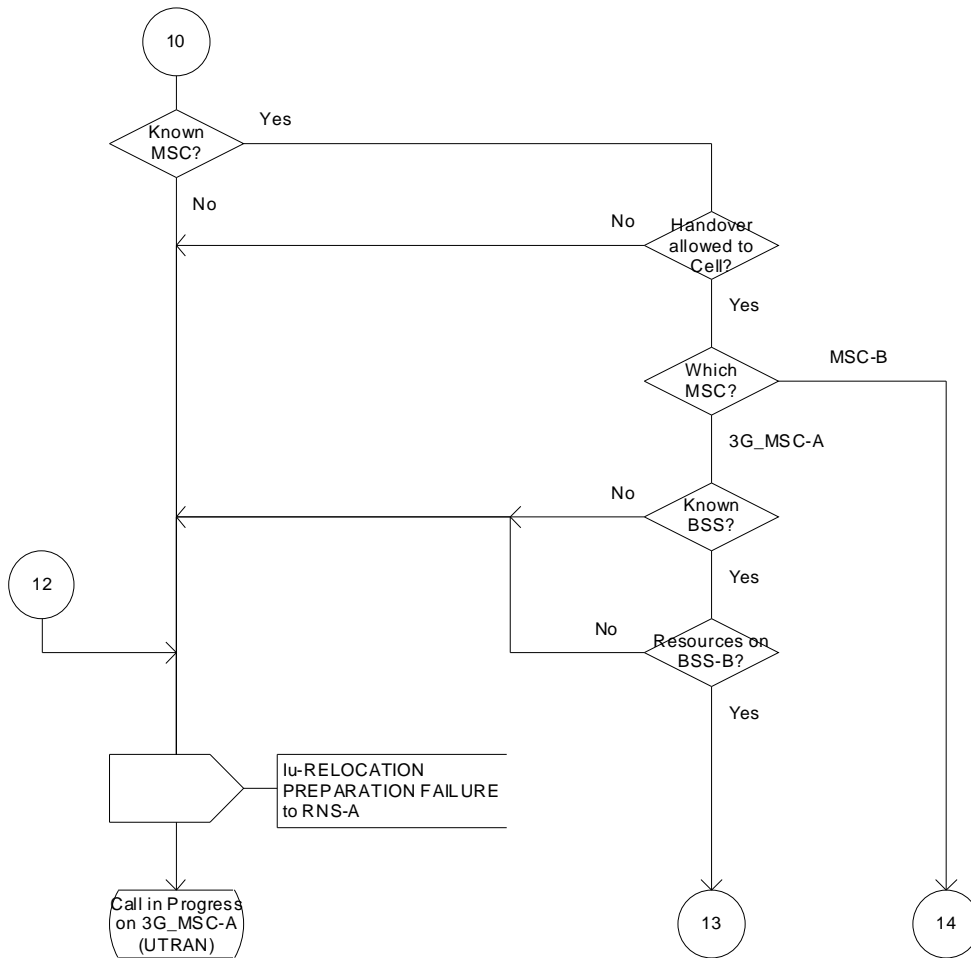 10
Known
MSC?
Yes
No
No
Handover
allowed to
Cell?
Yes
Which
MSC?
MSC-B
3G_MSC-A
No
Known
BSS?
Yes
12
No
Resources on
BSS-B?
Yes
Iu-RELOCATION
PREPARATION FAILURE
to RNS-A
Call in Progress
on 3G_MSC-A
(UTRAN)
13
14